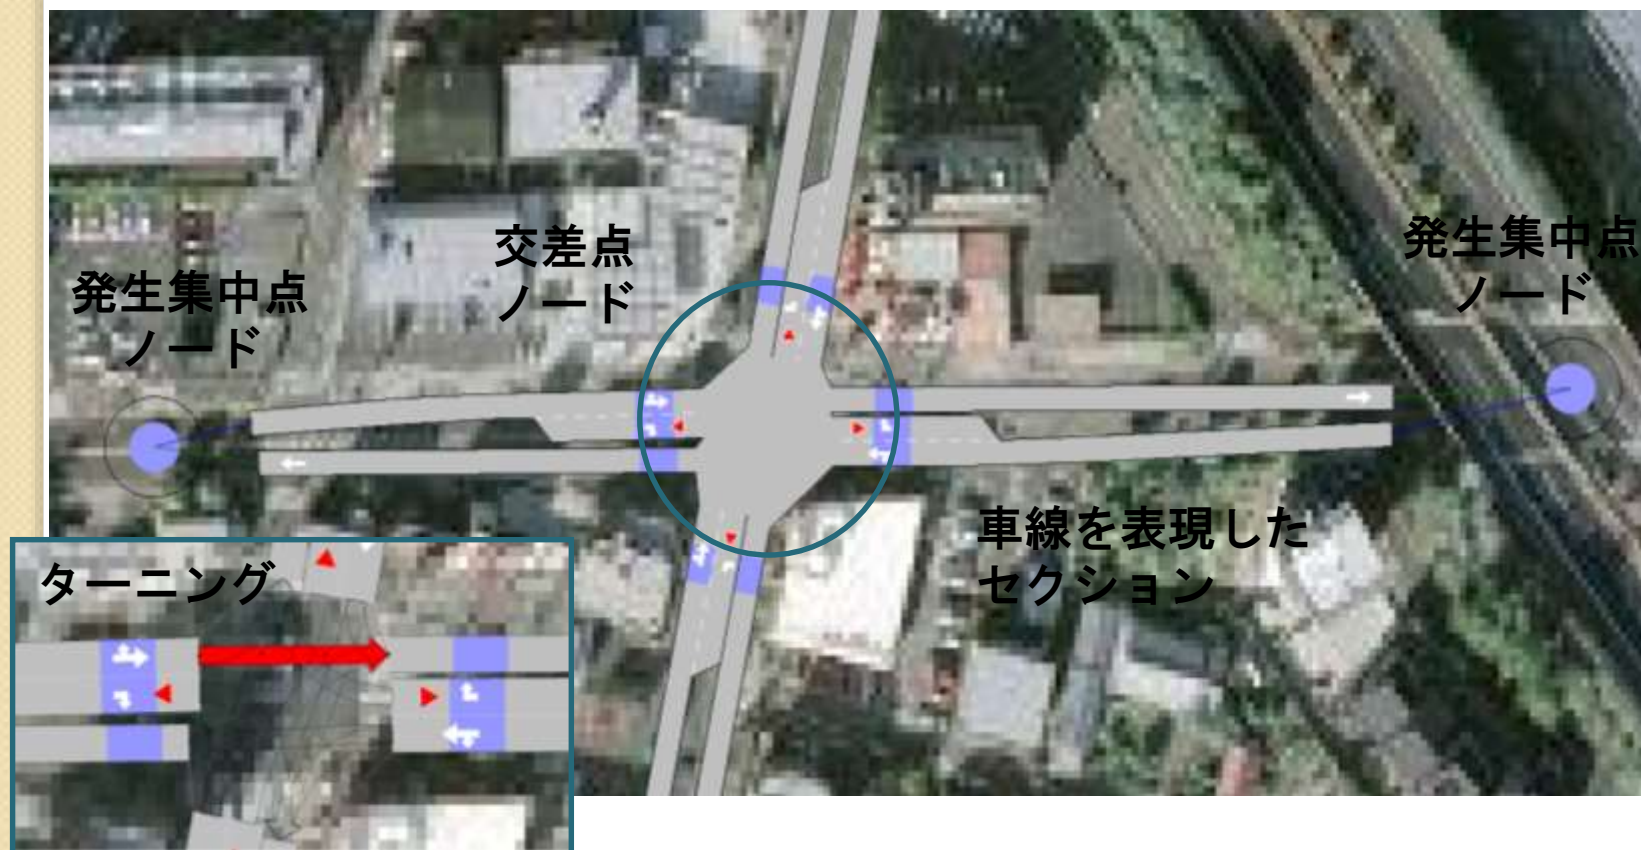 発生集中点
ノード
交差点
ノード
発生集中点
ノード
車線を表現した
セクション
ターニング